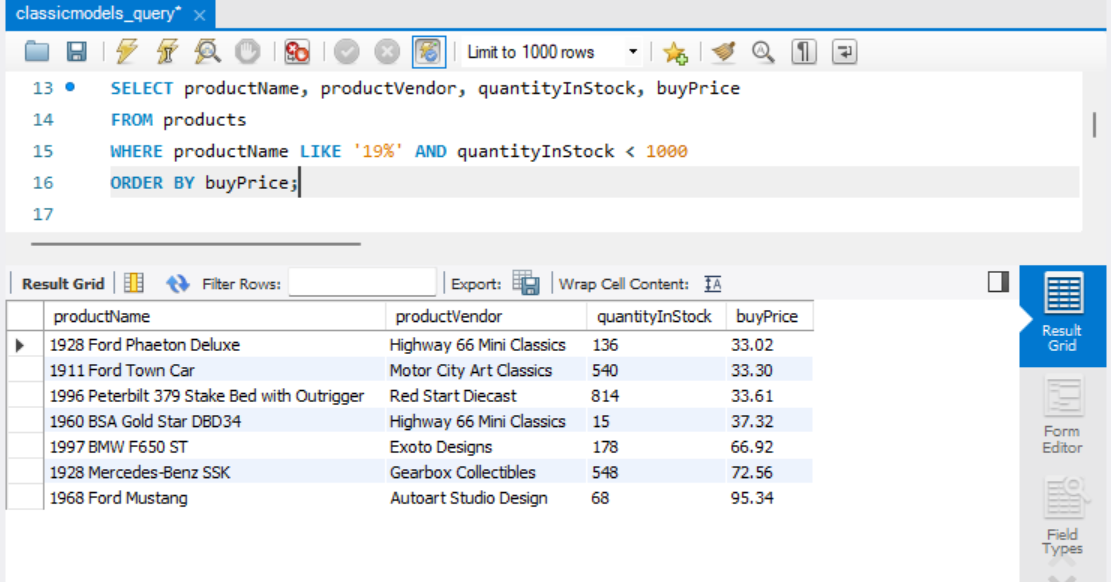 classicmodels_query* ×
Limit to 1000 rows
13 SELECT productName, productVendor, quantityInStock, buyPrice
14 FROM products
15 WHERE productName LIKE '19%' AND quantityInStock < 1000
16 ORDER BY buyPrice;
17
Result Grid Filter Rows: Export: Wrap Cell Content: IA
productName productVendor quantityInStock buyPrice
1928 Ford Phaeton Deluxe Highway 66 Mini Classics 136 33.02
1911 Ford Town Car Motor City Art Classics 540 33.30
1996 Peterbilt 379 Stake Bed with Outrigger Red Start Diecast 814 33.61
1960 BSA Gold Star DBD34 Highway 66 Mini Classics 15 37.32
1997 BMW F650 ST Exoto Designs 178 66.92
1928 Mercedes-Benz SSK Gearbox Collectibles 548 72.56
1968 Ford Mustang Autoart Studio Design 68 95.34
Result
Grid
Form
Editor
Field
Types